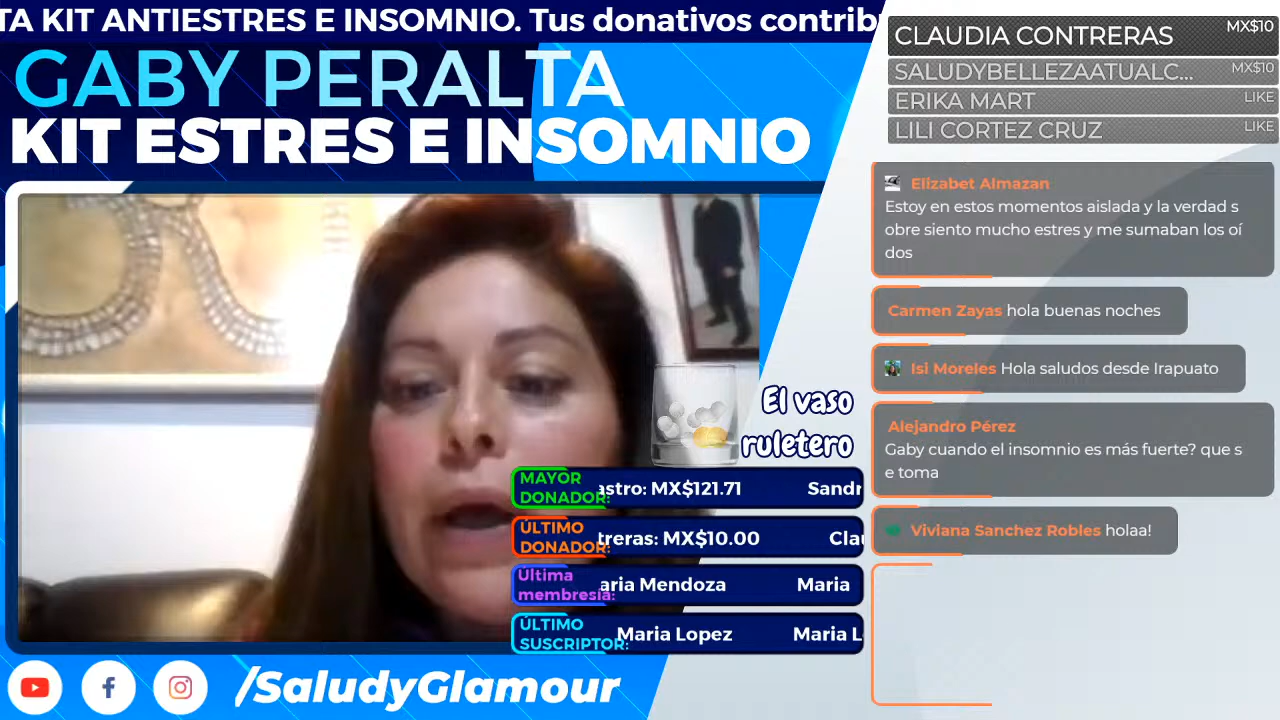 TA KIT ANTIESTRES E INSOMNIO. Tus donativos contrib
GABY PERALTA
KIT ESTRES E INSOMNIO
El vaso
ruletero
MAYOR
DONADOR:
astro: MX$121.71 Sandr
ÚLTIMO
DONADOR:
treras: MX$10.00 Clau
Última
membresía:
aria Mendoza Maria
ÚLTIMO
SUSCRIPTOR:
Maria Lopez Maria L
/SaludyGlamour
CLAUDIA CONTRERAS MX$10
SALUDYBELLEZAATUALC... MX$10
ERIKA MART LIKE
LILI CORTEZ CRUZ LIKE
Elizabet Almazan
Estoy en estos momentos aislada y la verdad s
obre siento mucho estres y me sumaban los oí
dos
Carmen Zayas hola buenas noches
Isi Moreles Hola saludos desde Irapuato
Alejandro Pérez
Gaby cuando el insomnio es más fuerte? que s
e toma
Viviana Sanchez Robles holaa!